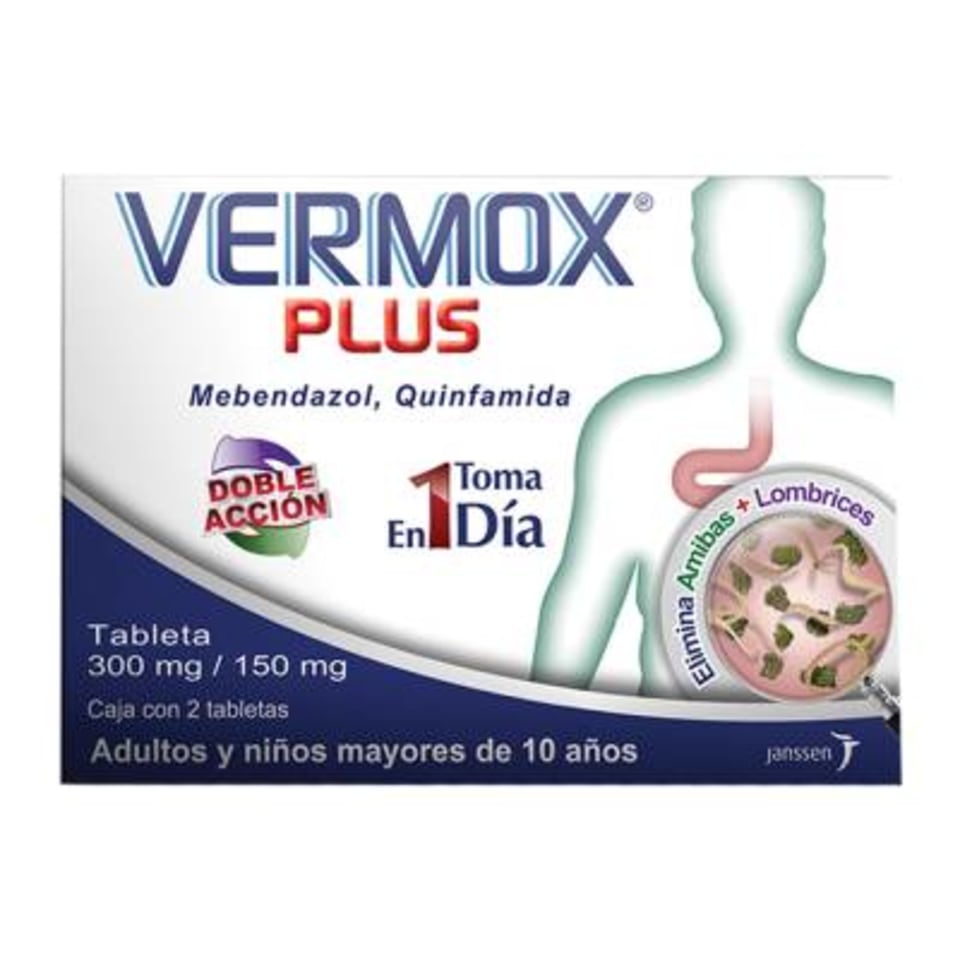 VERMOX®
PLUS
Mebendazol, Quinfamida
DOBLE
ACCIÓN
1 Toma
En Día
Elimina Amibas + Lombrices
Tableta
300 mg / 150 mg
Caja con 2 tabletas
Adultos y niños mayores de 10 años
janssen